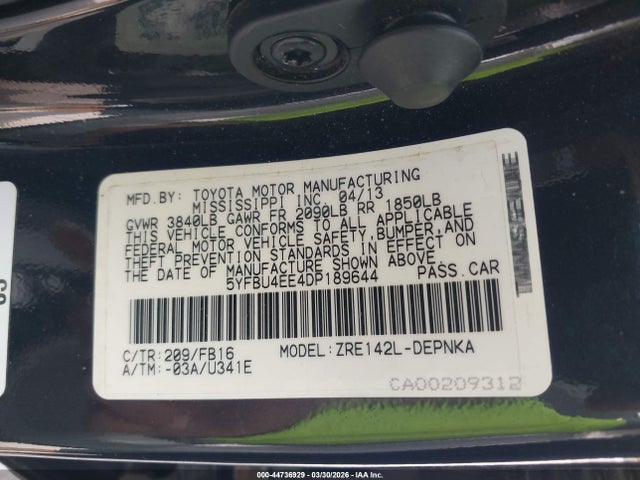 MFD.BY: TOYOTA MOTOR MANUFACTURING
MISSISSIPPI INC. 04/13
GVWR 3840LB GAWR FR 2090LB RR 1850LB
THIS VEHICLE CONFORMS TO ALL APPLICABLE
FEDERAL MOTOR VEHICLE SAFETY,BUMPER,AND
THEFT PREVENTION STANDARDS IN EFFECT ON
THE DATE OF MANUFACTURE SHOWN ABOVE.
5YFBU4EE4DP189644 PASS.CAR
C/TR:209/FB16 MODEL:ZRE142L-DEPNKA
A/TM:-03A/U341E
CA00209312
000-44736929 - 03/30/2026 - IAA Inc.